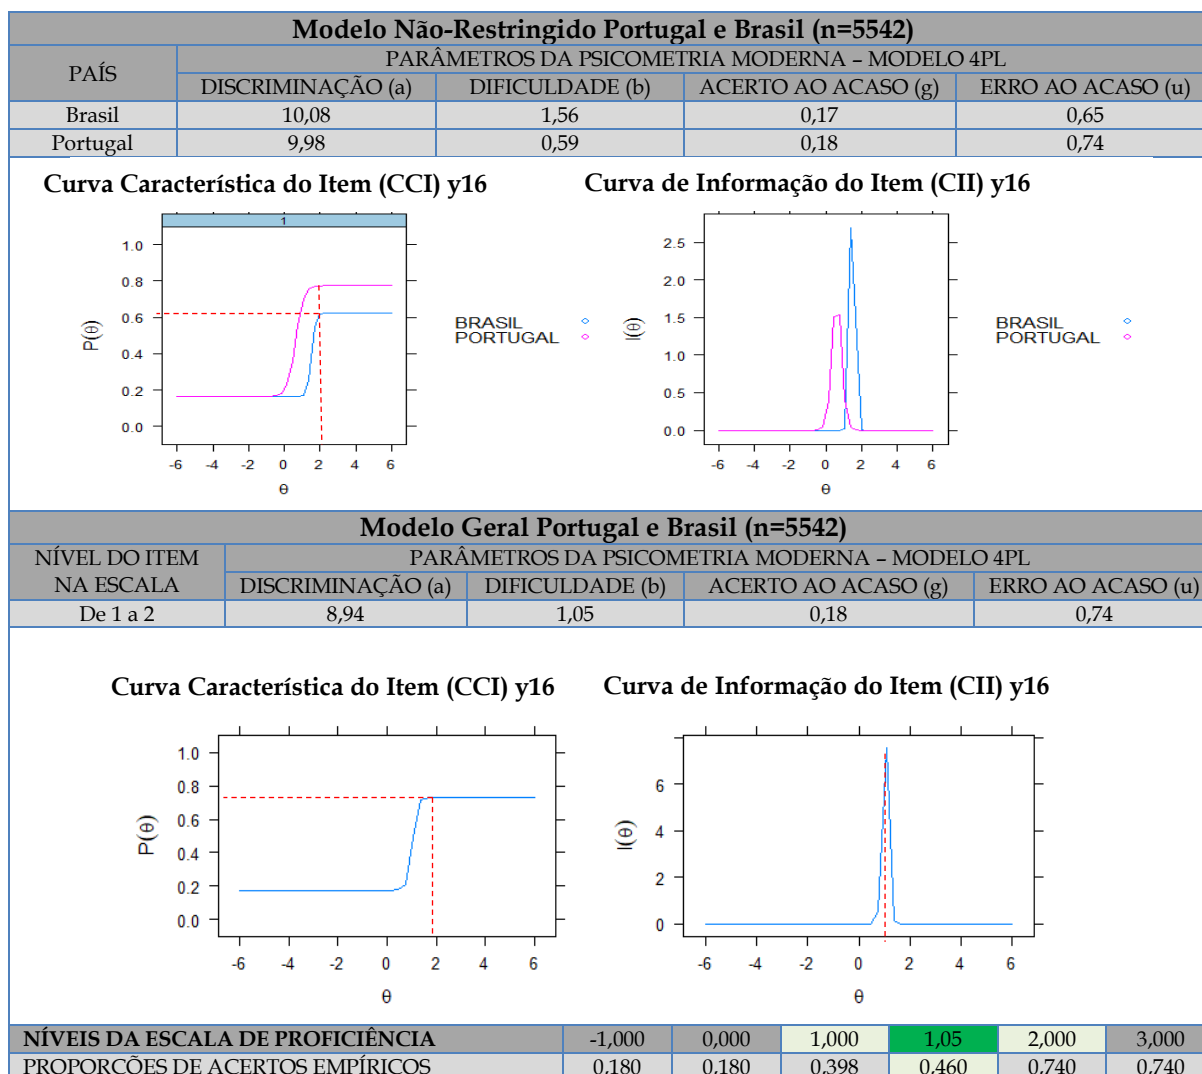 Modelo Não-Restringido Portugal e Brasil (n=5542)
PAÍS
PARÂMETROS DA PSICOMETRIA MODERNA – MODELO 4PL
DISCRIMINAÇÃO (a) DIFICULDADE (b) ACERTO AO ACASO (g) ERRO AO ACASO (u)
Brasil 10,08 1,56 0,17 0,65
Portugal 9,98 0,59 0,18 0,74
Curva Característica do Item (CCI) y16
1
1.0
0.8
0.6
0.4
0.2
0.0
P(θ)
-6 -4 -2 0 2 4 6
θ
BRASIL
PORTUGAL
Curva de Informação do Item (CII) y16
2.5
2.0
1.5
1.0
0.5
0.0
I(θ)
-6 -4 -2 0 2 4 6
θ
BRASIL
PORTUGAL
Modelo Geral Portugal e Brasil (n=5542)
NÍVEL DO ITEM
NA ESCALA
PARÂMETROS DA PSICOMETRIA MODERNA – MODELO 4PL
DISCRIMINAÇÃO (a) DIFICULDADE (b) ACERTO AO ACASO (g) ERRO AO ACASO (u)
De 1 a 2 8,94 1,05 0,18 0,74
Curva Característica do Item (CCI) y16
1.0
0.8
0.6
0.4
0.2
0.0
P(θ)
-6 -4 -2 0 2 4 6
θ
Curva de Informação do Item (CII) y16
6
4
2
0
I(θ)
-6 -4 -2 0 2 4 6
θ
NÍVEIS DA ESCALA DE PROFICIÊNCIA -1,000 0,000 1,000 1,05 2,000 3,000
PROPORÇÕES DE ACERTOS EMPÍRICOS 0,180 0,180 0,398 0,460 0,740 0,740